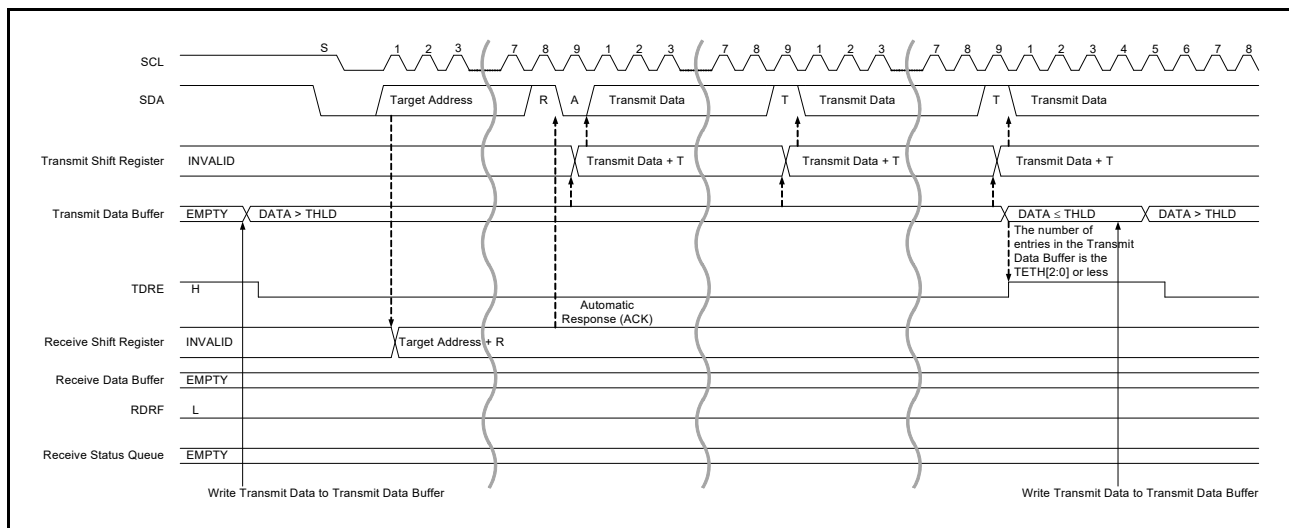 S 1 2 3 7 8 9 1 2 3 7 8 9 1 2 3 7 8 9 1 2 3 4 5 6 7 8
SCL
SDA Target Address R A Transmit Data T Transmit Data T Transmit Data
Transmit Shift Register INVALID Transmit Data + T Transmit Data + T Transmit Data + T
Transmit Data Buffer EMPTY DATA > THLD DATA ≤ THLD DATA > THLD
The number of
entries in the Transmit
Data Buffer is the
TETH[2:0] or less
TDRE H
Automatic
Response (ACK)
Receive Shift Register INVALID Target Address + R
Receive Data Buffer EMPTY
RDRF L
Receive Status Queue EMPTY
Write Transmit Data to Transmit Data Buffer Write Transmit Data to Transmit Data Buffer